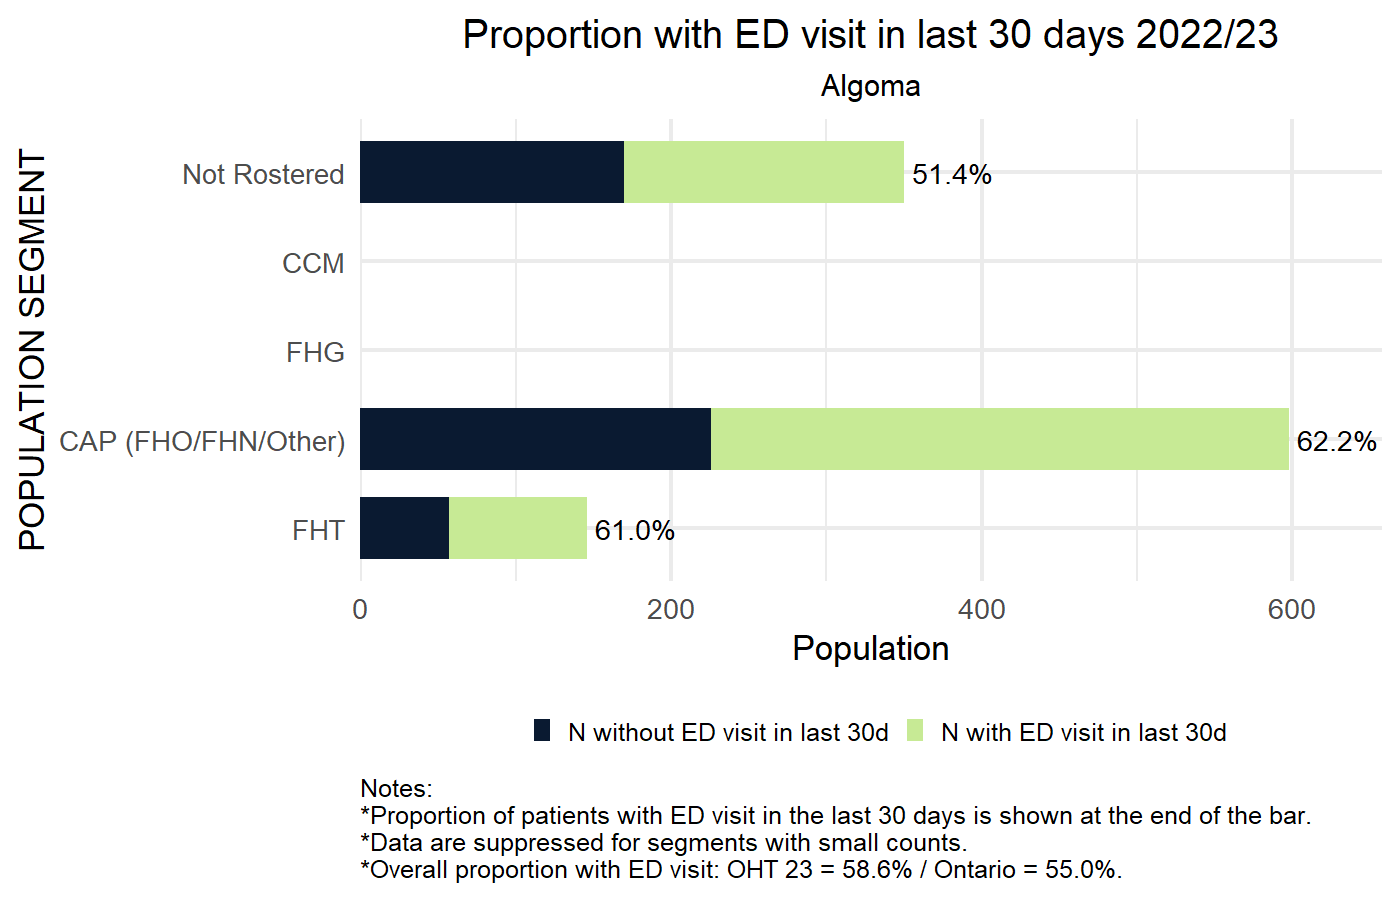 Proportion with ED visit in last 30 days 2022/23
Algoma
POPULATION SEGMENT
Not Rostered
51.4%
CCM
FHG
CAP (FHO/FHN/Other)
62.2%
FHT
61.0%
0
200
400
600
Population
N without ED visit in last 30d
N with ED visit in last 30d
Notes:
*Proportion of patients with ED visit in the last 30 days is shown at the end of the bar.
*Data are suppressed for segments with small counts.
*Overall proportion with ED visit: OHT 23 = 58.6% / Ontario = 55.0%.